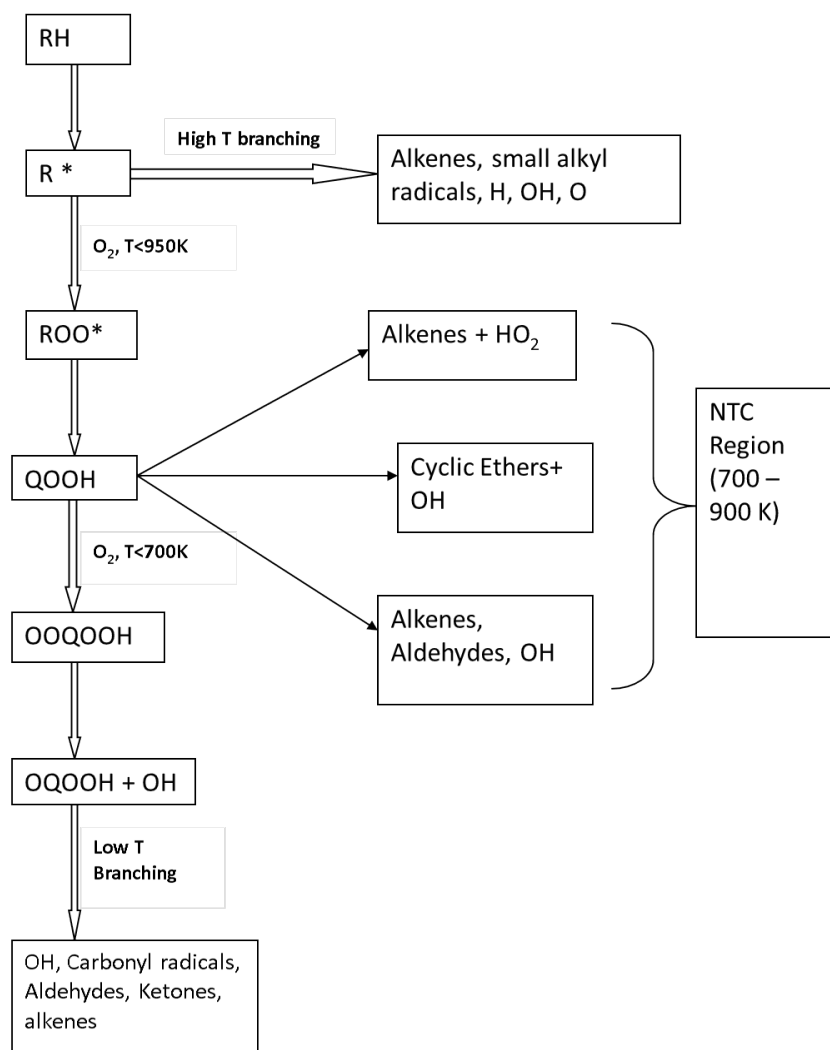 RH
High T branching
R *
Alkenes, small alkyl
radicals, H, OH, O
O₂, T<950K
ROO*
Alkenes + HO₂
NTC
Region
(700 –
900 K)
QOOH
Cyclic Ethers+
OH
O₂, T<700K
OOQOOH
Alkenes,
Aldehydes, OH
OQOOH + OH
Low T
Branching
OH, Carbonyl radicals,
Aldehydes, Ketones,
alkenes